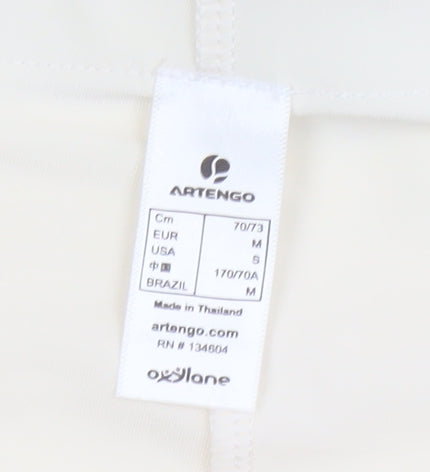 ARTENGO
Cm 70/73
EUR M
USA S
中国 170/70A
BRAZIL M
Made in Thailand
artengo.com
RN # 134604
oxylane